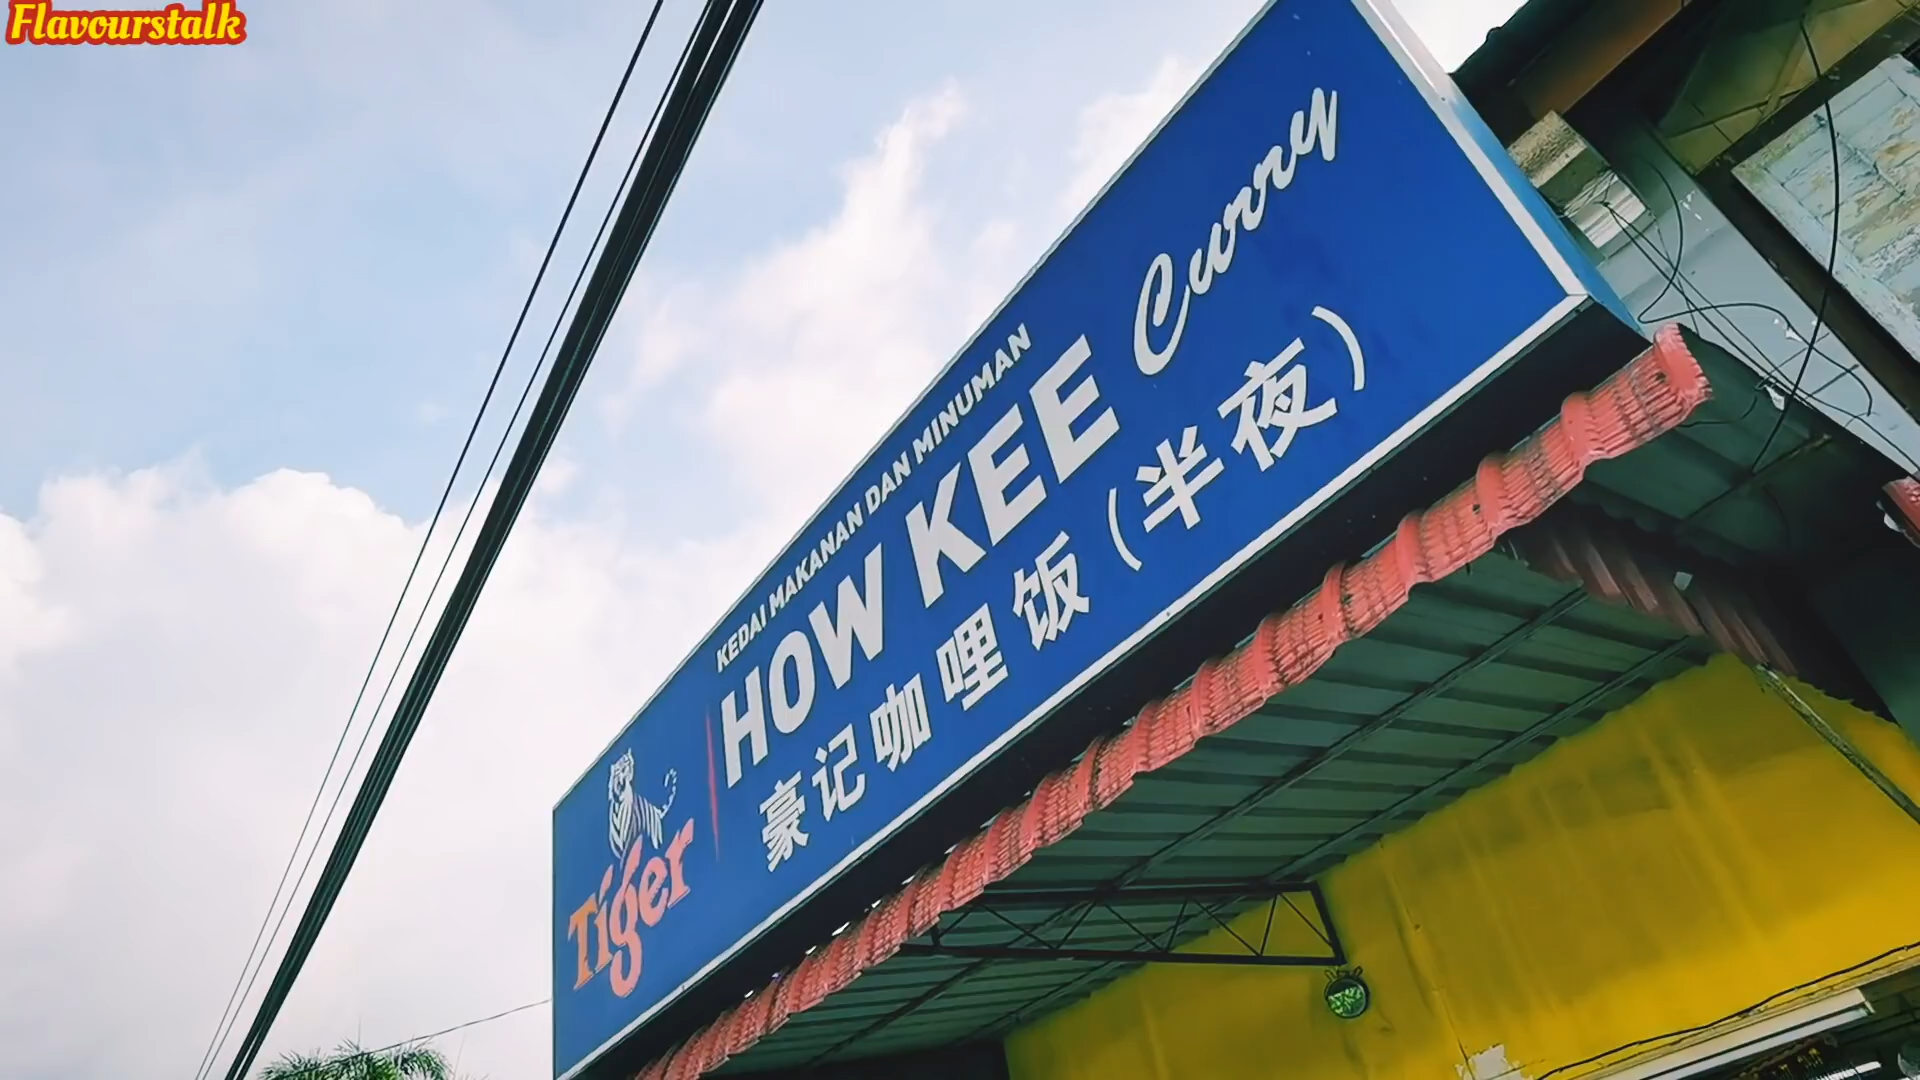 Flavourstalk
KEDAI MAKANAN DAN MINUMAN
HOW KEE Curry
豪记咖哩饭（半夜）
Tiger